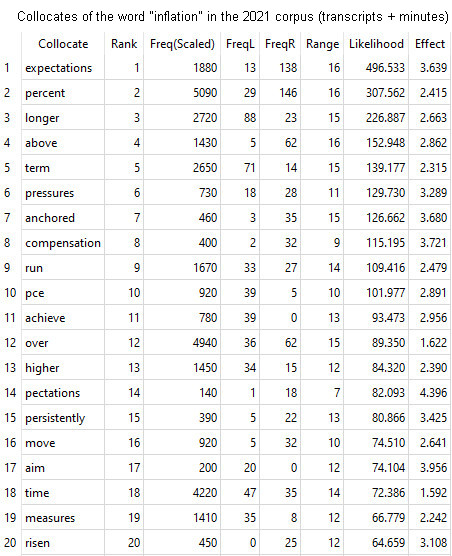 Collocates of the word "inflation" in the 2021 corpus (transcripts + minutes)
Collocate Rank Freq(Scaled) FreqL FreqR Range Likelihood Effect
1 expectations 1 1880 13 138 16 496.533 3.639
2 percent 2 5090 29 146 16 307.562 2.415
3 longer 3 2720 88 23 15 226.887 2.663
4 above 4 1430 5 62 16 152.948 2.862
5 term 5 2650 71 14 15 139.177 2.315
6 pressures 6 730 18 28 11 129.730 3.289
7 anchored 7 460 3 35 15 126.662 3.680
8 compensation 8 400 2 32 9 115.195 3.721
9 run 9 1670 33 27 14 109.416 2.479
10 pce 10 920 39 5 10 101.977 2.891
11 achieve 11 780 39 0 13 93.473 2.956
12 over 12 4940 36 62 15 89.350 1.622
13 higher 13 1450 34 15 12 84.320 2.390
14 pectations 14 140 1 18 7 82.093 4.396
15 persistently 15 390 5 22 13 80.866 3.425
16 move 16 920 5 32 10 74.510 2.641
17 aim 17 200 20 0 12 74.104 3.956
18 time 18 4220 47 35 14 72.386 1.592
19 measures 19 1410 35 8 12 66.779 2.242
20 risen 20 450 0 25 12 64.659 3.108